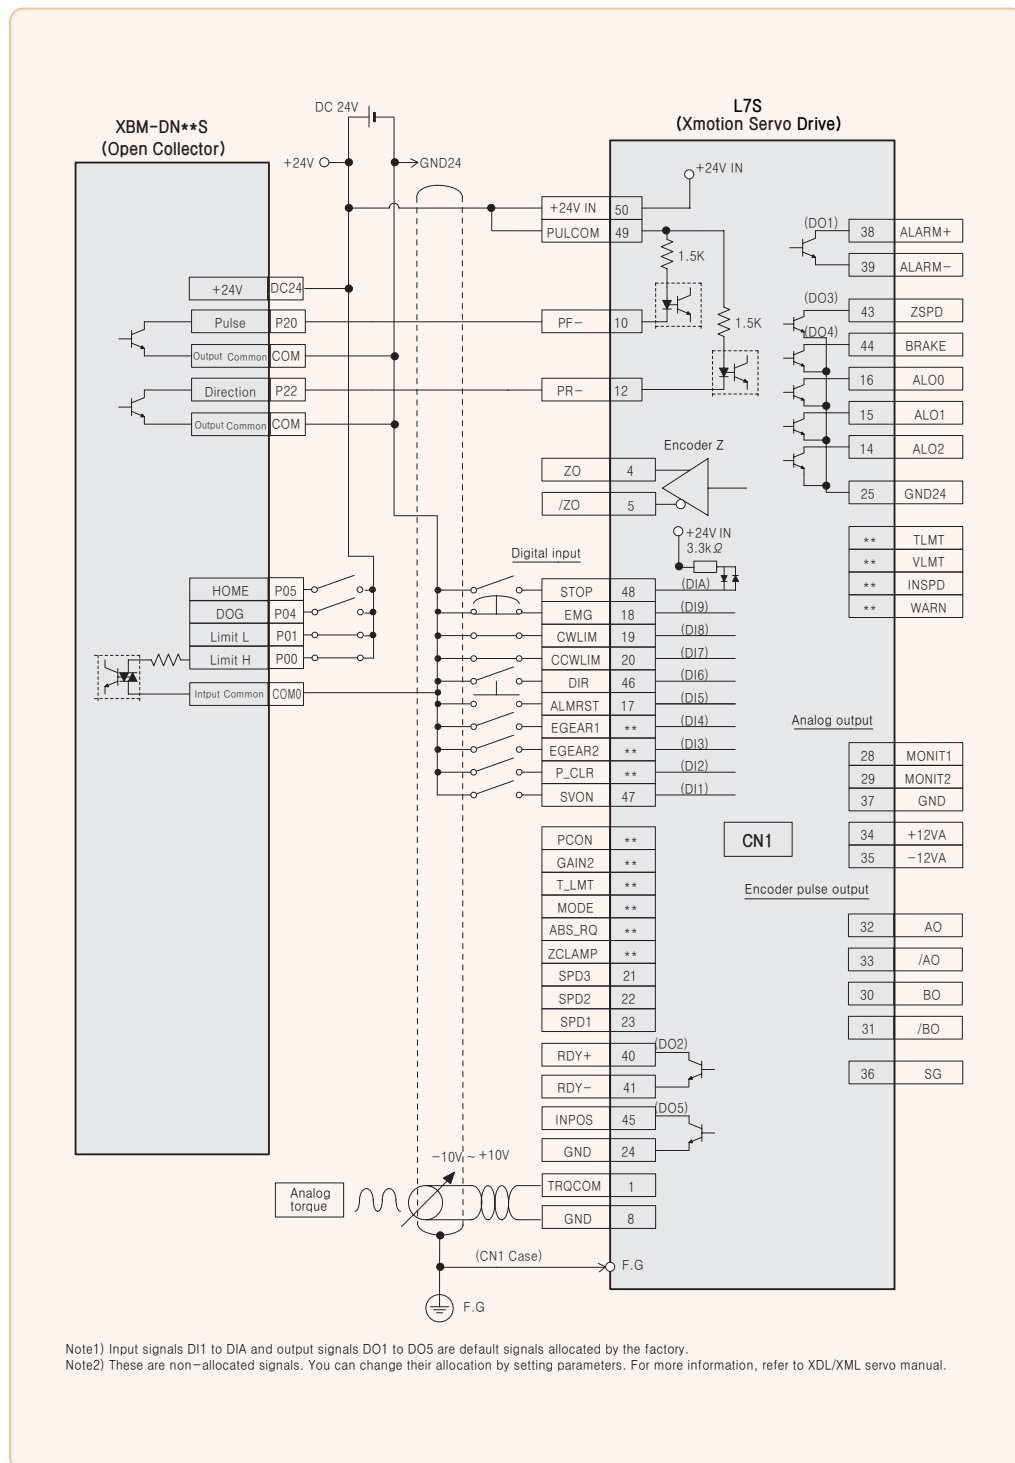 DC 24V
L7S
(Xmotion Servo Drive)
XBM-DN**S
(Open Collector)
+24V
GND24
+24V IN
+24V IN 50
PULCOM 49
1.5K
(DO1)
38 ALARM+
39 ALARM-
+24V DC24
Pulse P20
PF- 10
1.5K
(DO3)
43 ZSPD
(DO4)
44 BRAKE
Output Common COM
Direction P22
PR- 12
16 ALO0
Output Common COM
15 ALO1
Encoder Z
14 ALO2
ZO 4
/ZO 5
25 GND24
+24V IN
3.3kΩ
Digital input
** TLMT
** VLMT
** INSPD
** WARN
HOME P05
DOG P04
Limit L P01
Limit H P00
Intput Common COM0
STOP 48 (DIA)
EMG 18 (DI9)
CWLIM 19 (DI8)
CCWLIM 20 (DI7)
DIR 46 (DI6)
ALMRST 17 (DI5)
EGEAR1 ** (DI4)
EGEAR2 ** (DI3)
P_CLR ** (DI2)
SVON 47 (DI1)
Analog output
28 MONIT1
29 MONIT2
37 GND
34 +12VA
35 -12VA
CN1
PCON **
GAIN2 **
T_LMT **
MODE **
ABS_RQ **
ZCLAMP **
SPD3 21
SPD2 22
SPD1 23
Encoder pulse output
32 AO
33 /AO
30 BO
31 /BO
36 SG
RDY+ 40 (DO2)
RDY- 41
INPOS 45 (DO5)
GND 24
-10V ~ +10V
Analog
torque
TRQCOM 1
GND 8
(CN1 Case)
F.G
F.G
Note1) Input signals DI1 to DIA and output signals DO1 to DO5 are default signals allocated by the factory.
Note2) These are non-allocated signals. You can change their allocation by setting parameters. For more information, refer to XDL/XML servo manual.